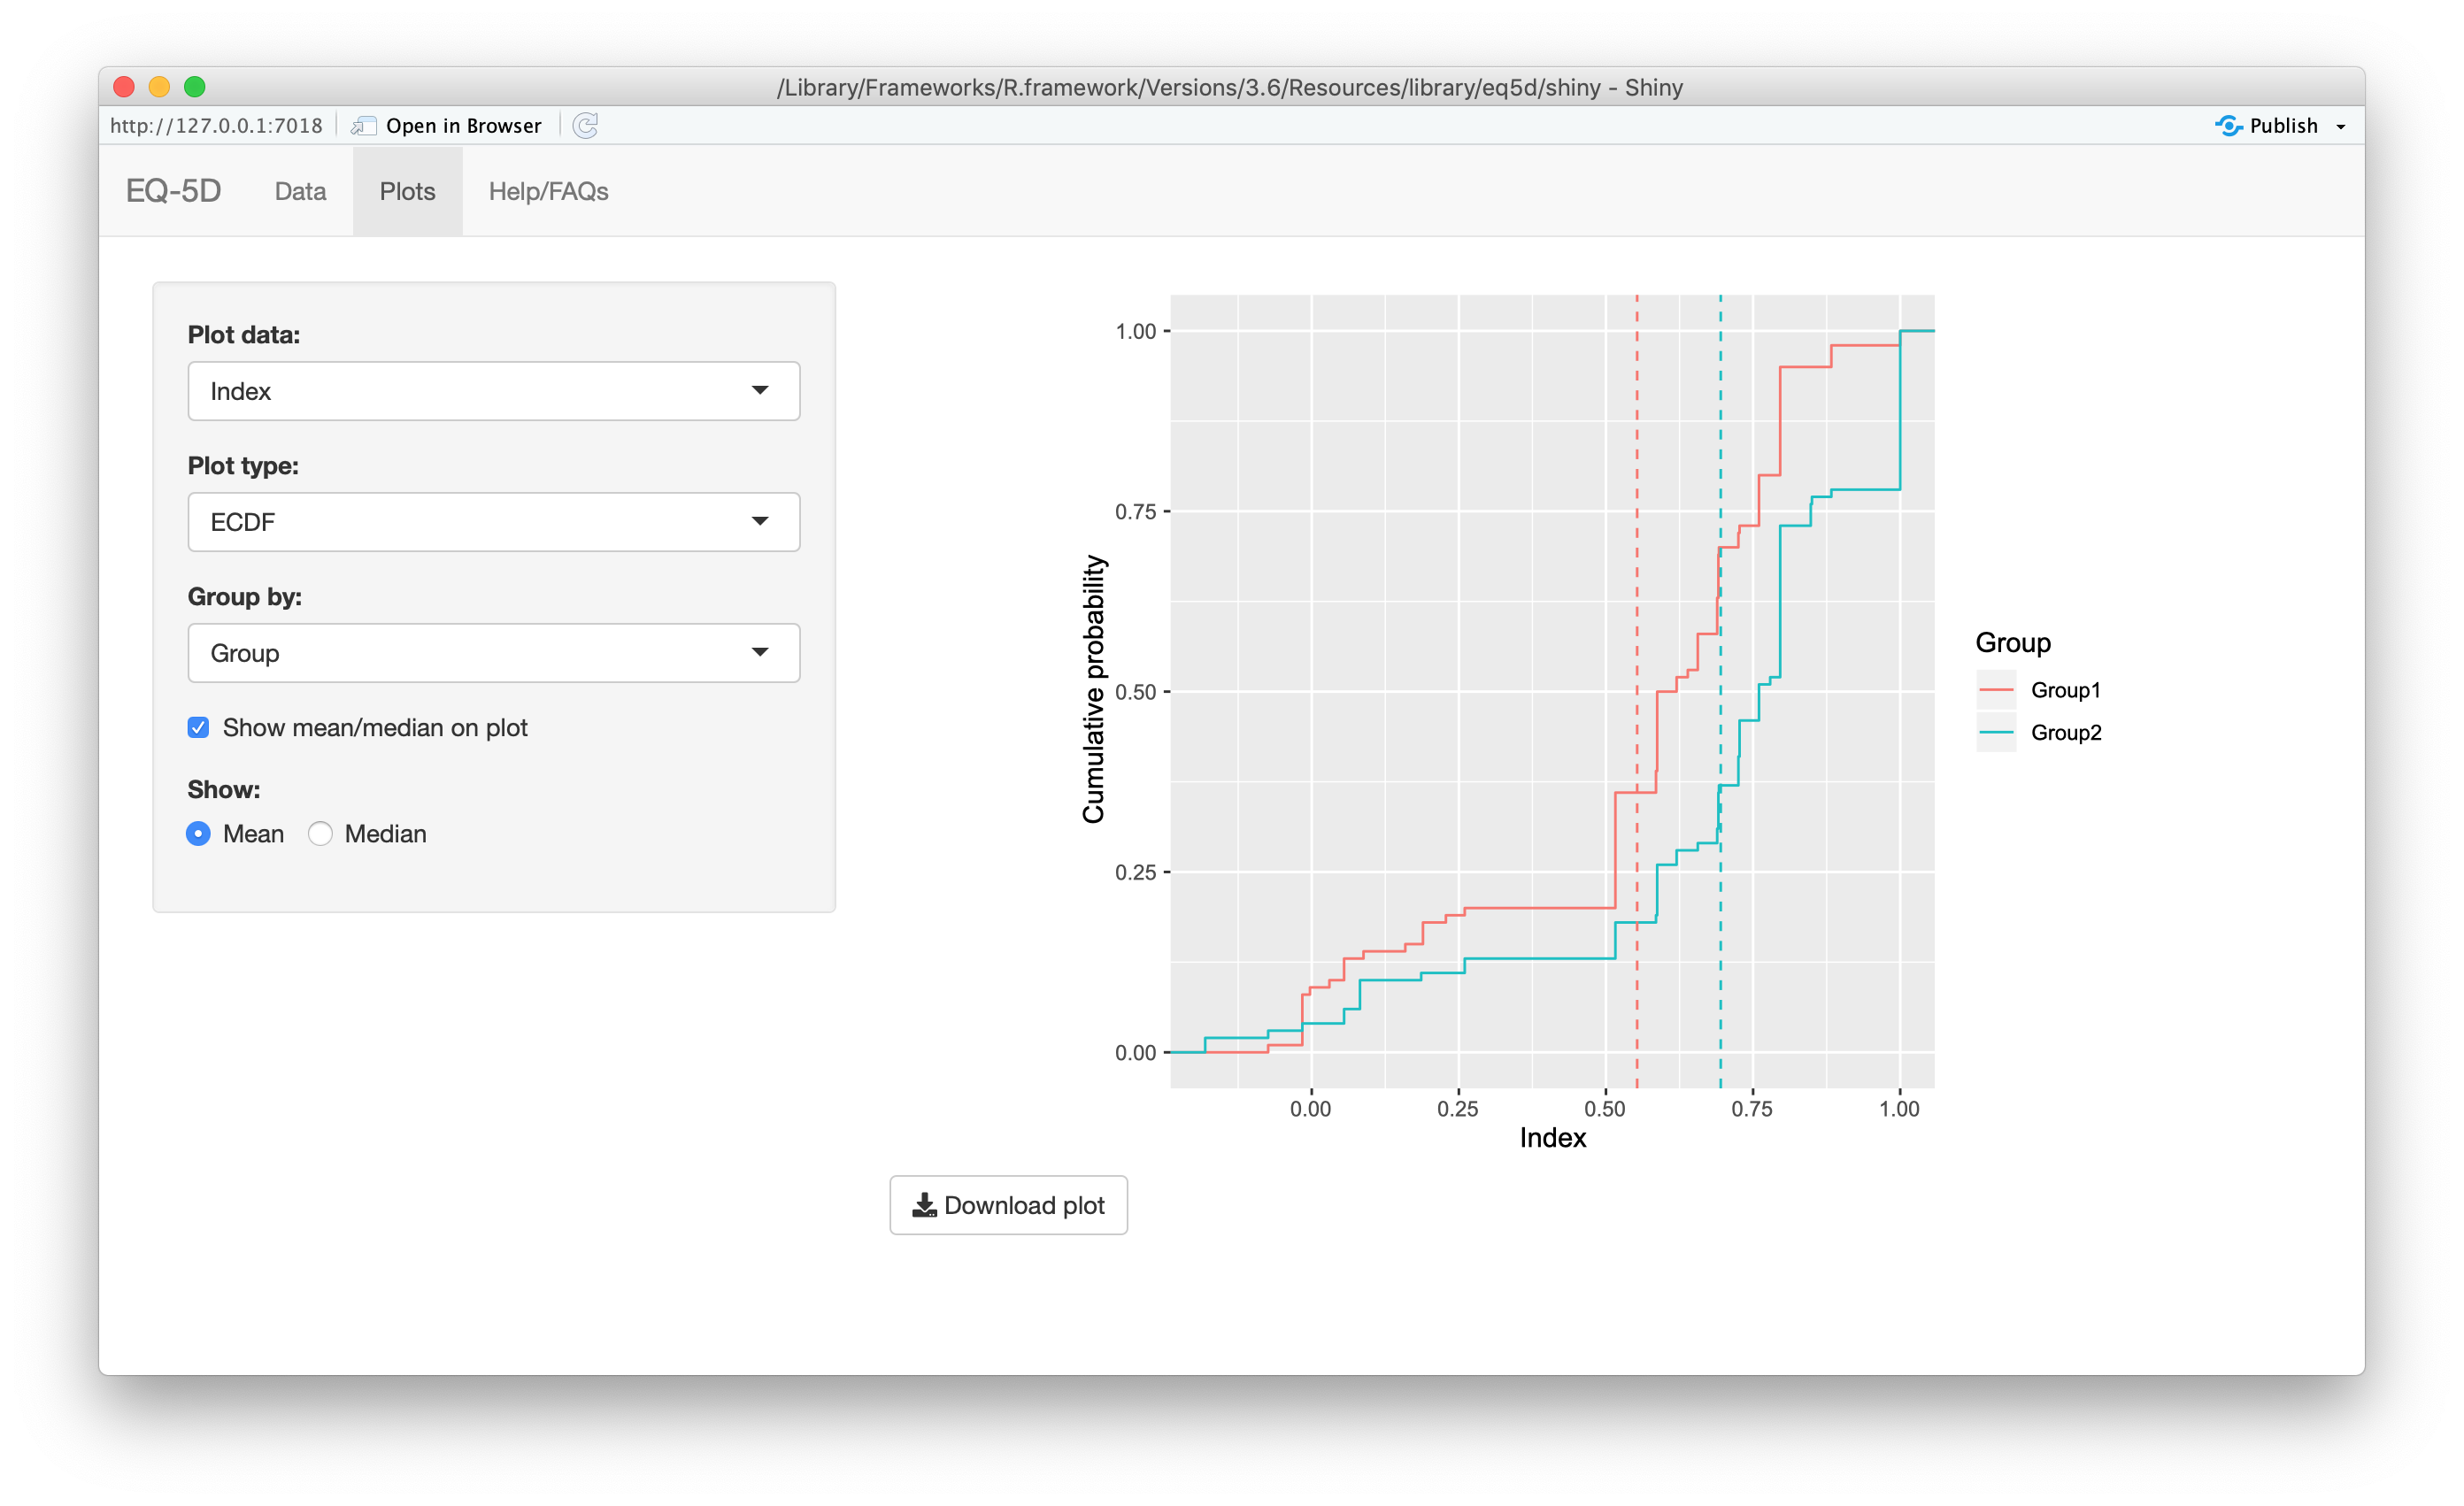 /Library/Frameworks/R.framework/Versions/3.6/Resources/library/eq5d/shiny - Shiny
http://127.0.0.1:7018 Open in Browser Publish
EQ-5D Data Plots Help/FAQs
Plot data:
Index
Plot type:
ECDF
Group by:
Group
Show mean/median on plot
Show:
Mean Median
Cumulative probability
1.00
0.75
0.50
0.25
0.00
0.00 0.25 0.50 0.75 1.00
Index
Group
Group1
Group2
Download plot